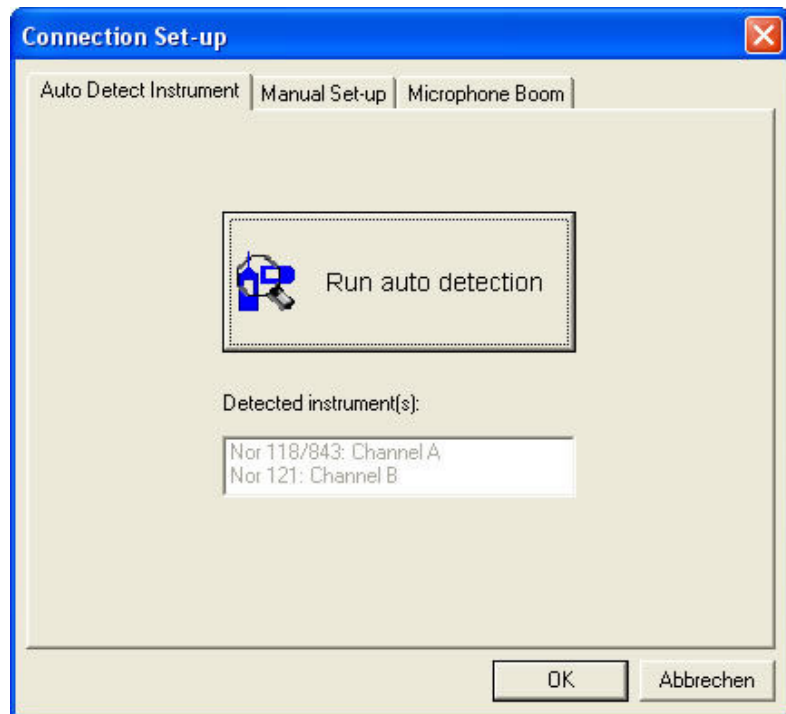 Connection Set-up
Auto Detect Instrument
Manual Set-up
Microphone Boom
Run auto detection
Detected instrument(s):
Nor 118/843: Channel A
Nor 121: Channel B
OK
Abbrechen